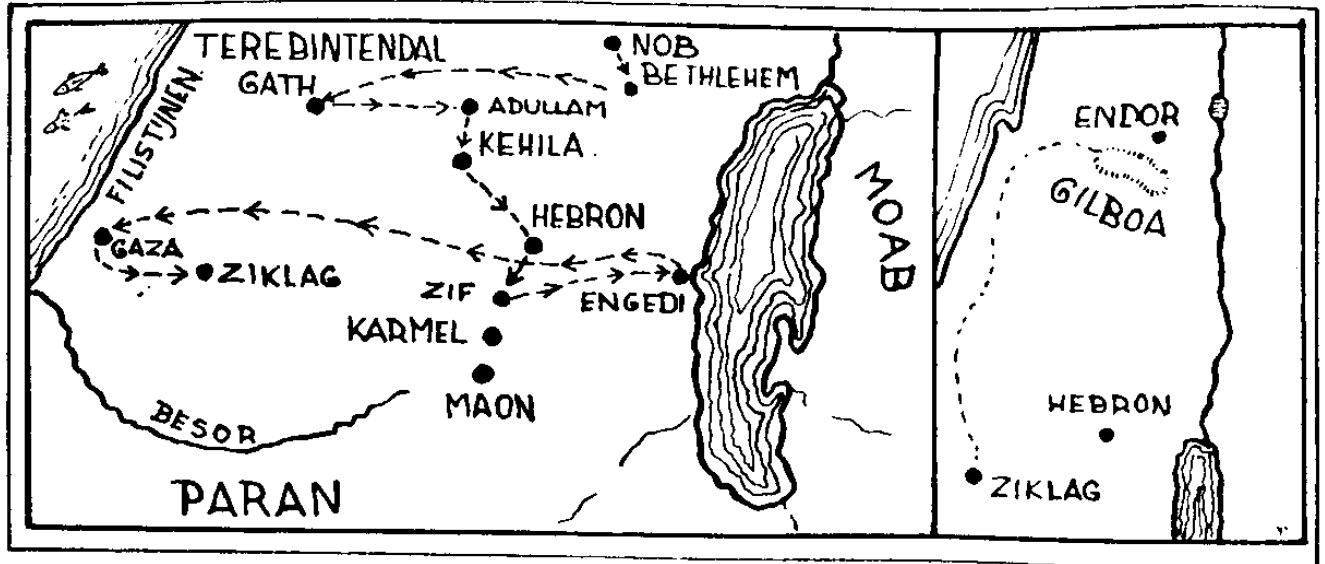 TEREBINTENDAL
NOB
BETHLEHEM
GATH
ADULLAM
KEHILA
FILISTIJNEN
MOAB
HEBRON
GAZA
ZIKLAG
ZIF
ENGEDI
KARMEL
MAON
BESOR
PARAN
ENDOR
GILBOA
HEBRON
ZIKLAG